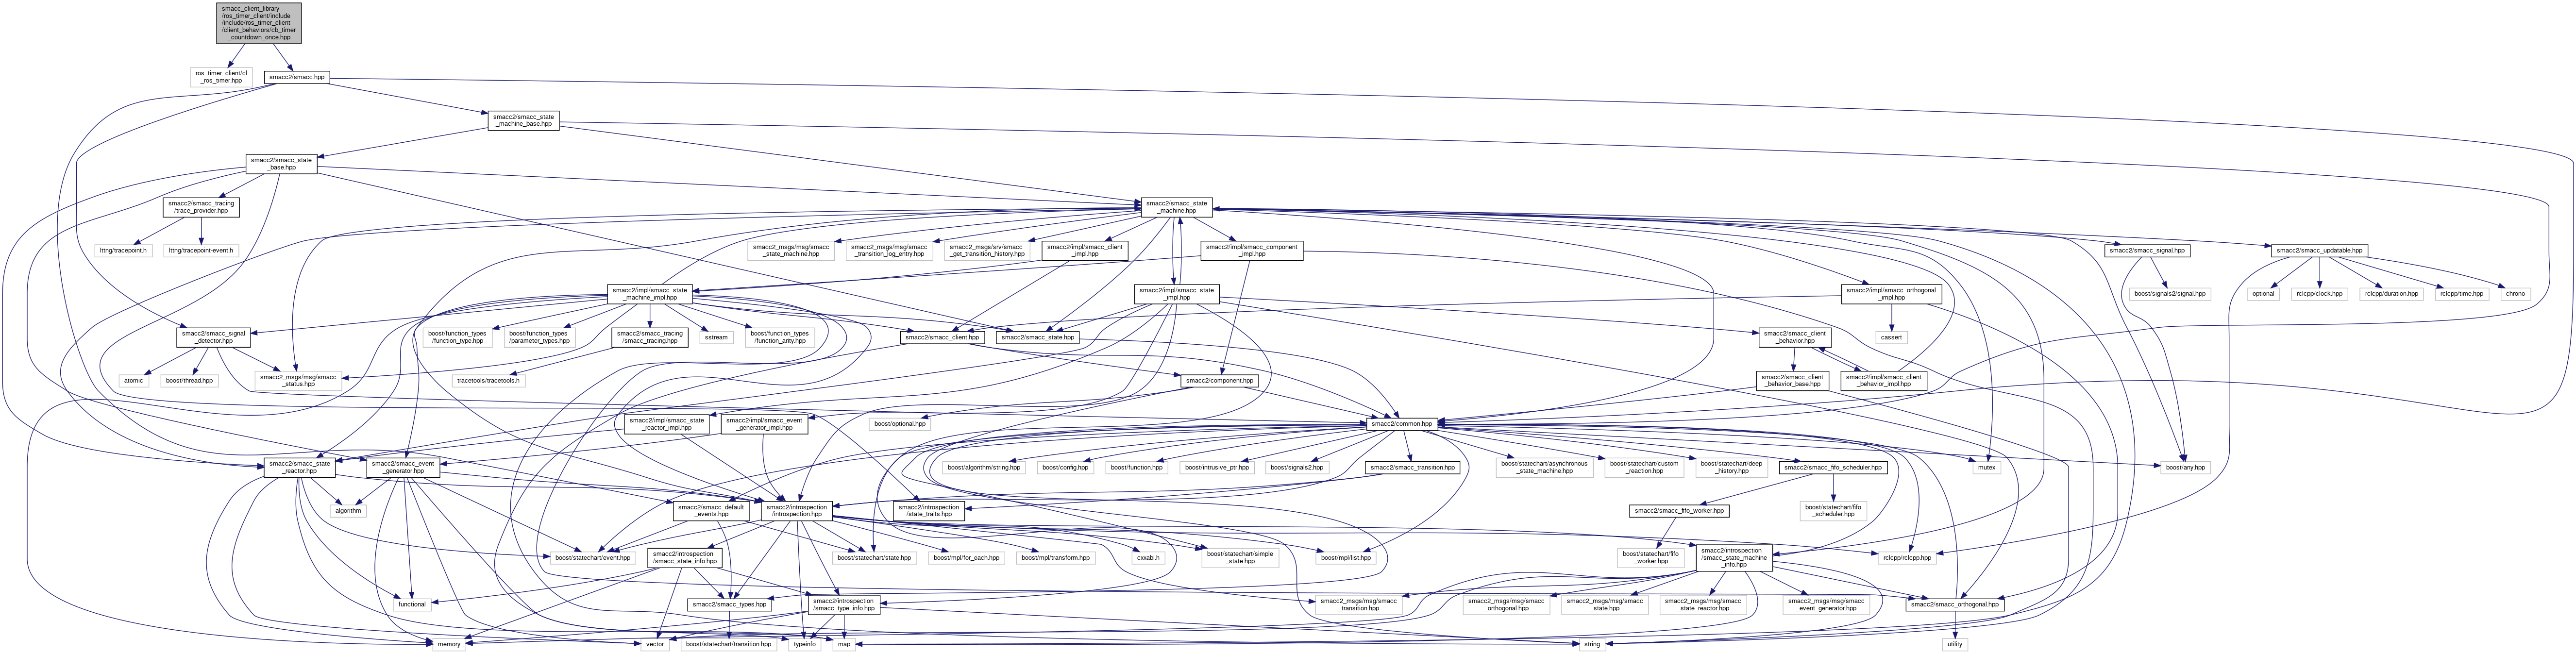 smacc_client_library
/ros_timer_client/include
/include/ros_timer_client
/client_behaviors/cb_timer
_countdown_once.hpp
ros_timer_client/cl
_ros_timer.hpp
smacc2/smacc.hpp
smacc2/smacc_state
_machine_base.hpp
smacc2/smacc_state
_base.hpp
smacc2/smacc_tracing
/trace_provider.hpp
smacc2/smacc_state
_machine.hpp
lttng/tracepoint.h
lttng/tracepoint-event.h
smacc2_msgs/msg/smacc
_state_machine.hpp
smacc2_msgs/msg/smacc
_transition_log_entry.hpp
smacc2_msgs/srv/smacc
_get_transition_history.hpp
smacc2/impl/smacc_client
_impl.hpp
smacc2/impl/smacc_component
_impl.hpp
smacc2/smacc_signal.hpp
smacc2/smacc_updatable.hpp
smacc2/impl/smacc_state
_machine_impl.hpp
smacc2/impl/smacc_state
_impl.hpp
smacc2/impl/smacc_orthogonal
_impl.hpp
boost/signals2/signal.hpp
optional
rclcpp/clock.hpp
rclcpp/duration.hpp
rclcpp/time.hpp
chrono
smacc2/smacc_signal
_detector.hpp
boost/function_types
/function_type.hpp
boost/function_types
/parameter_types.hpp
smacc2/smacc_tracing
/smacc_tracing.hpp
sstream
boost/function_types
/function_arity.hpp
smacc2/smacc_client.hpp
smacc2/smacc_state.hpp
smacc2/smacc_client
_behavior.hpp
cassert
atomic
boost/thread.hpp
smacc2_msgs/msg/smacc
_status.hpp
tracetools/tracetools.h
smacc2/component.hpp
smacc2/smacc_client
_behavior_base.hpp
smacc2/impl/smacc_client
_behavior_impl.hpp
smacc2/impl/smacc_state
_reactor_impl.hpp
smacc2/impl/smacc_event
_generator_impl.hpp
boost/optional.hpp
smacc2/common.hpp
smacc2/smacc_state
_reactor.hpp
smacc2/smacc_event
_generator.hpp
boost/algorithm/string.hpp
boost/config.hpp
boost/function.hpp
boost/intrusive_ptr.hpp
boost/signals2.hpp
smacc2/smacc_transition.hpp
boost/statechart/asynchronous
_state_machine.hpp
boost/statechart/custom
_reaction.hpp
boost/statechart/deep
_history.hpp
smacc2/smacc_fifo_scheduler.hpp
mutex
boost/any.hpp
algorithm
smacc2/smacc_default
_events.hpp
smacc2/introspection
/introspection.hpp
smacc2/introspection
/state_traits.hpp
smacc2/smacc_fifo_worker.hpp
boost/statechart/fifo
_scheduler.hpp
boost/statechart/event.hpp
smacc2/introspection
/smacc_state_info.hpp
boost/statechart/state.hpp
boost/mpl/for_each.hpp
boost/mpl/transform.hpp
cxxabi.h
boost/statechart/simple
_state.hpp
boost/mpl/list.hpp
boost/statechart/fifo
_worker.hpp
smacc2/introspection
/smacc_state_machine
_info.hpp
rclcpp/rclcpp.hpp
functional
smacc2/smacc_types.hpp
smacc2/introspection
/smacc_type_info.hpp
smacc2_msgs/msg/smacc
_transition.hpp
smacc2_msgs/msg/smacc
_orthogonal.hpp
smacc2_msgs/msg/smacc
_state.hpp
smacc2_msgs/msg/smacc
_state_reactor.hpp
smacc2_msgs/msg/smacc
_event_generator.hpp
smacc2/smacc_orthogonal.hpp
memory
vector
boost/statechart/transition.hpp
typeinfo
map
string
utility